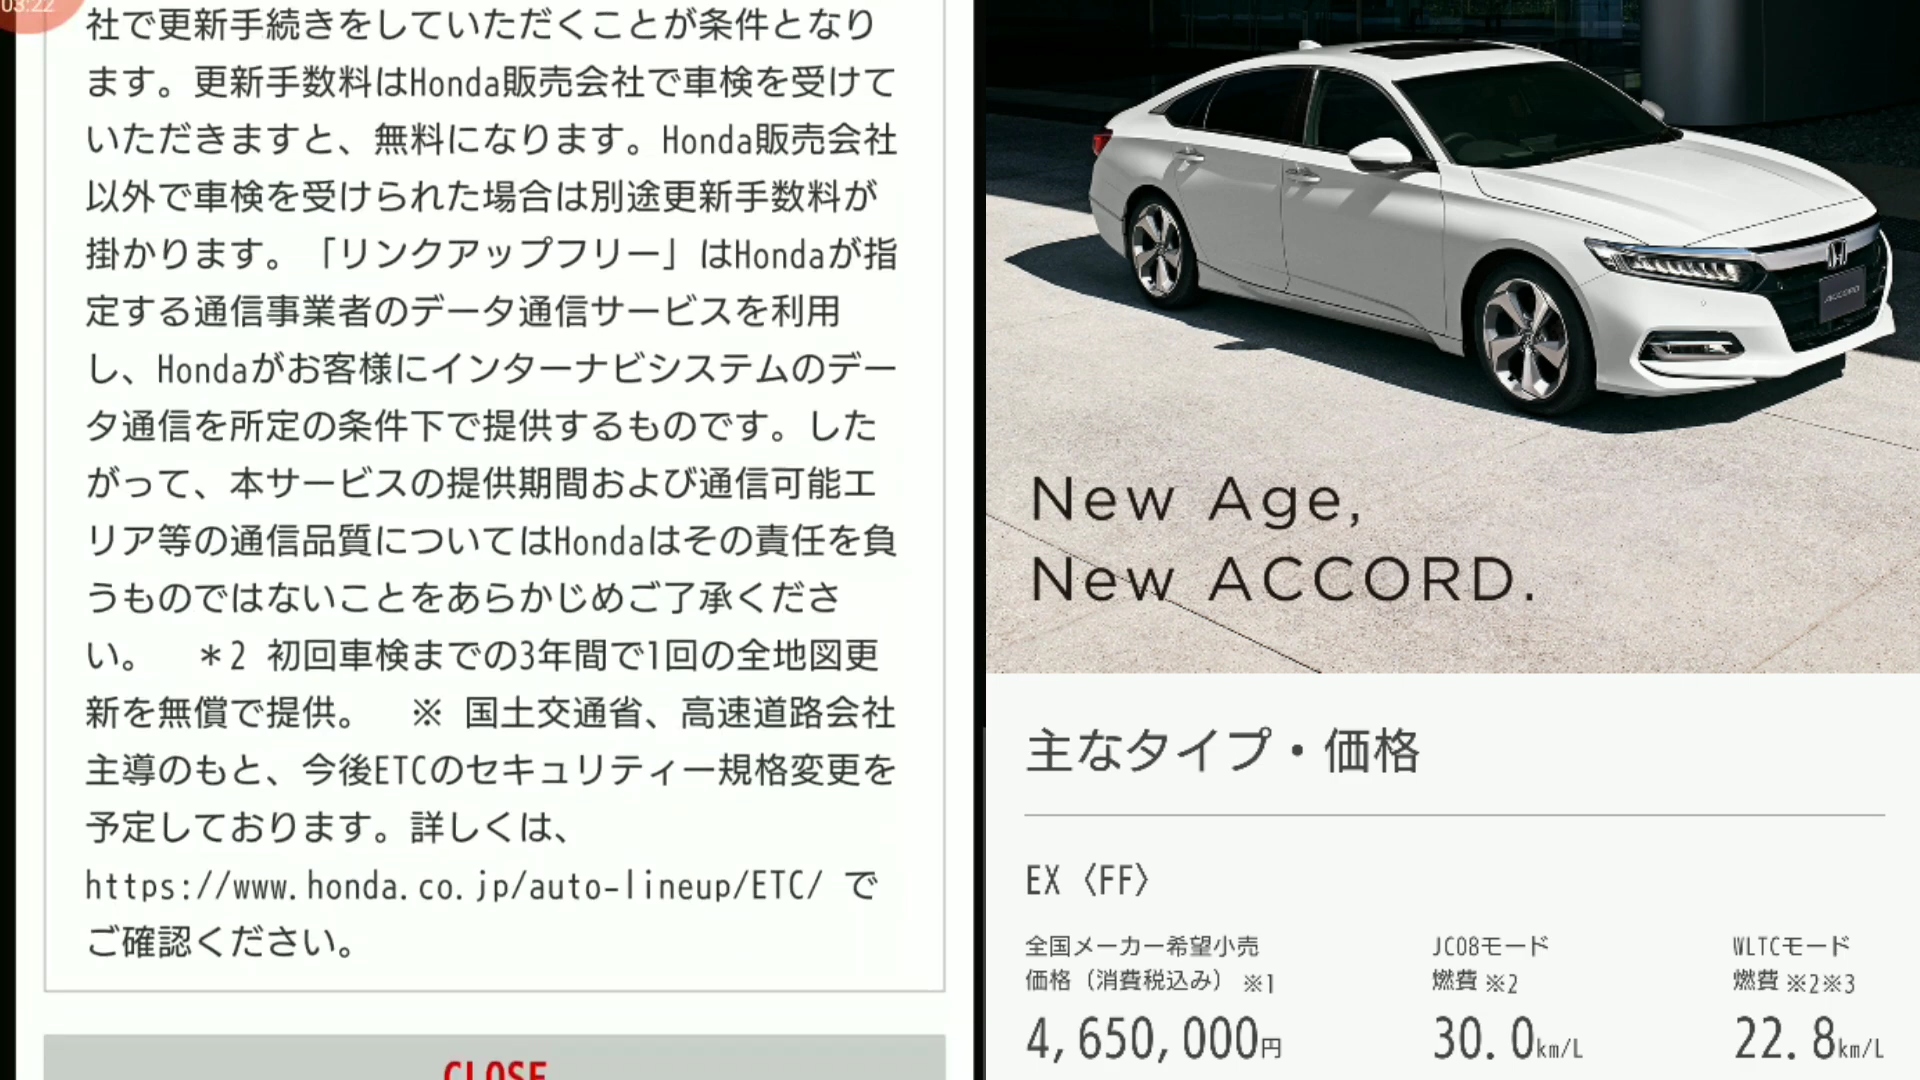 03:22
社で更新手続きをしていただくことが条件となり
ます。更新手数料はHonda販売会社で車検を受けて
いただきますと、無料になります。Honda販売会社
以外で車検を受けられた場合は別途更新手数料が
掛かります。「リンクアップフリー」はHondaが指
定する通信事業者のデータ通信サービスを利用
し、Hondaがお客様にインターナビシステムのデー
タ通信を所定の条件下で提供するものです。した
がって、本サービスの提供期間および通信可能エ
リア等の通信品質についてはHondaはその責任を負
うものではないことをあらかじめご了承くださ
い。　＊2 初回車検までの3年間で1回の全地図更
新を無償で提供。　※ 国土交通省、高速道路会社
主導のもと、今後ETCのセキュリティー規格変更を
予定しております。詳しくは、
https://www.honda.co.jp/auto-lineup/ETC/ で
ご確認ください。
CLOSE
ACCORD
New Age,
New ACCORD.
主なタイプ・価格
EX〈FF〉
全国メーカー希望小売
価格（消費税込み）※1
4,650,000円
JC08モード
燃費※2
30.0km/L
WLTCモード
燃費※2※3
22.8km/L